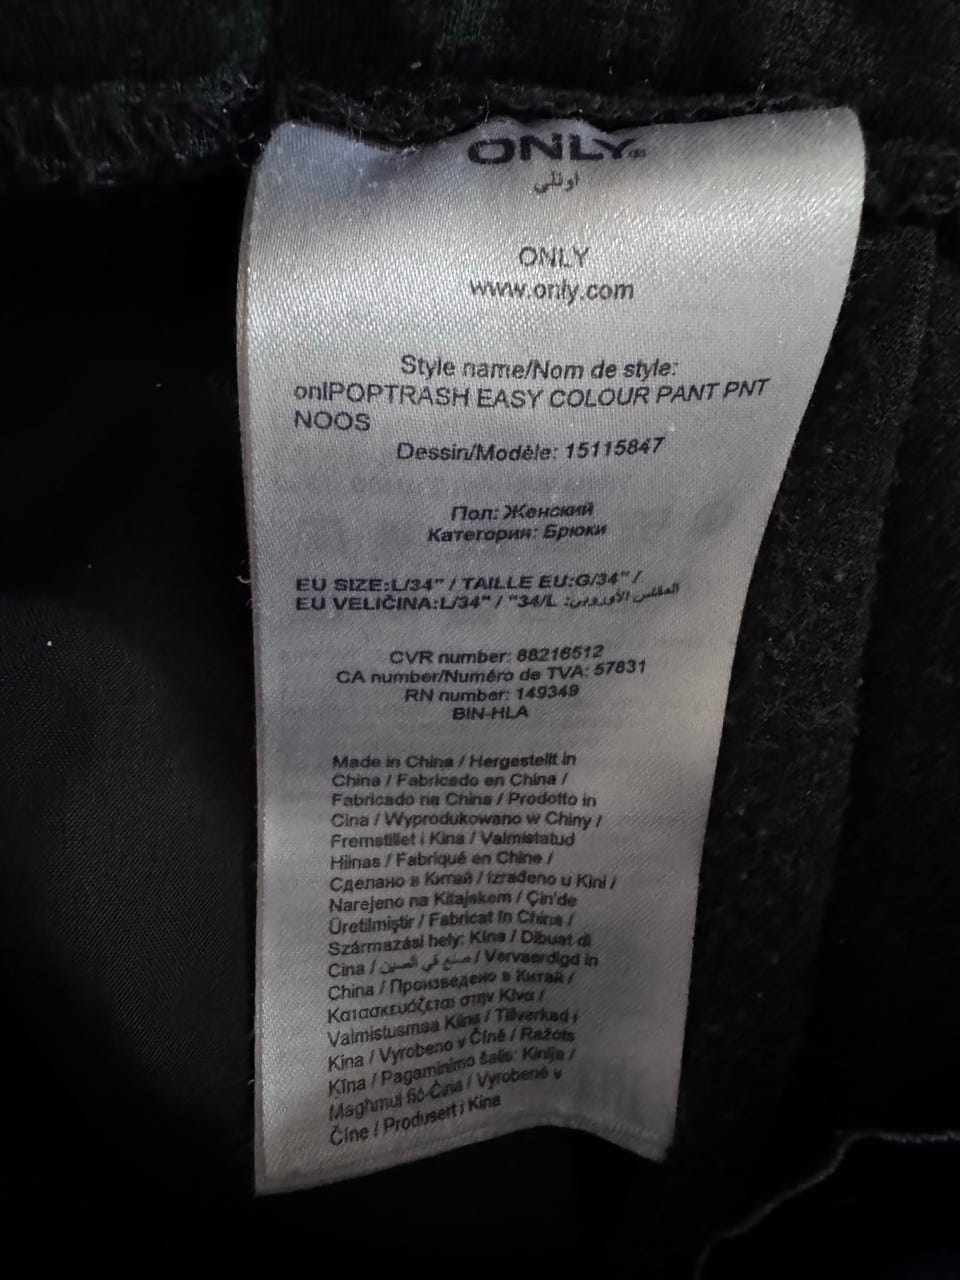 ONLY®
اونلي
ONLY
www.only.com
Style name/Nom de style:
onlPOPTRASH EASY COLOUR PANT PNT
NOOS
Dessin/Modèle: 15115847
Пол: Женский
Категория: Брюки
EU SIZE:L/34" / TAILLE EU:G/34" /
EU VELIČINA:L/34" / "34/L :المقاس الأوروبي
CVR number: 88216512
CA number/Numéro de TVA: 57831
RN number: 149349
BIN-HLA
Made in China / Hergestellt in
China / Fabricado en China /
Fabricado na China / Prodotto in
Cina / Wyprodukowano w Chiny /
Fremstillet i Kina / Valmistatud
Hiinas / Fabriqué en Chine /
Сделано в Китай / Izrađeno u Kini /
Narejeno na Kitajskem / Çin'de
Üretilmiştir / Fabricat în China /
Származási hely: Kína / Dibuat di
Cina / صنع في الصين / Vervaardigd in
China / Произведено в Китай /
Κατασκευάζεται στην Κίνα /
Valmistusmaa Kiina / Tillverkad i
Kina / Vyrobeno v Číně / Ražots
Ķīna / Pagaminimo šalis: Kinija /
Magħmul fiċ-Ċina / Vyrobené v
Číne / Produsert i Kina